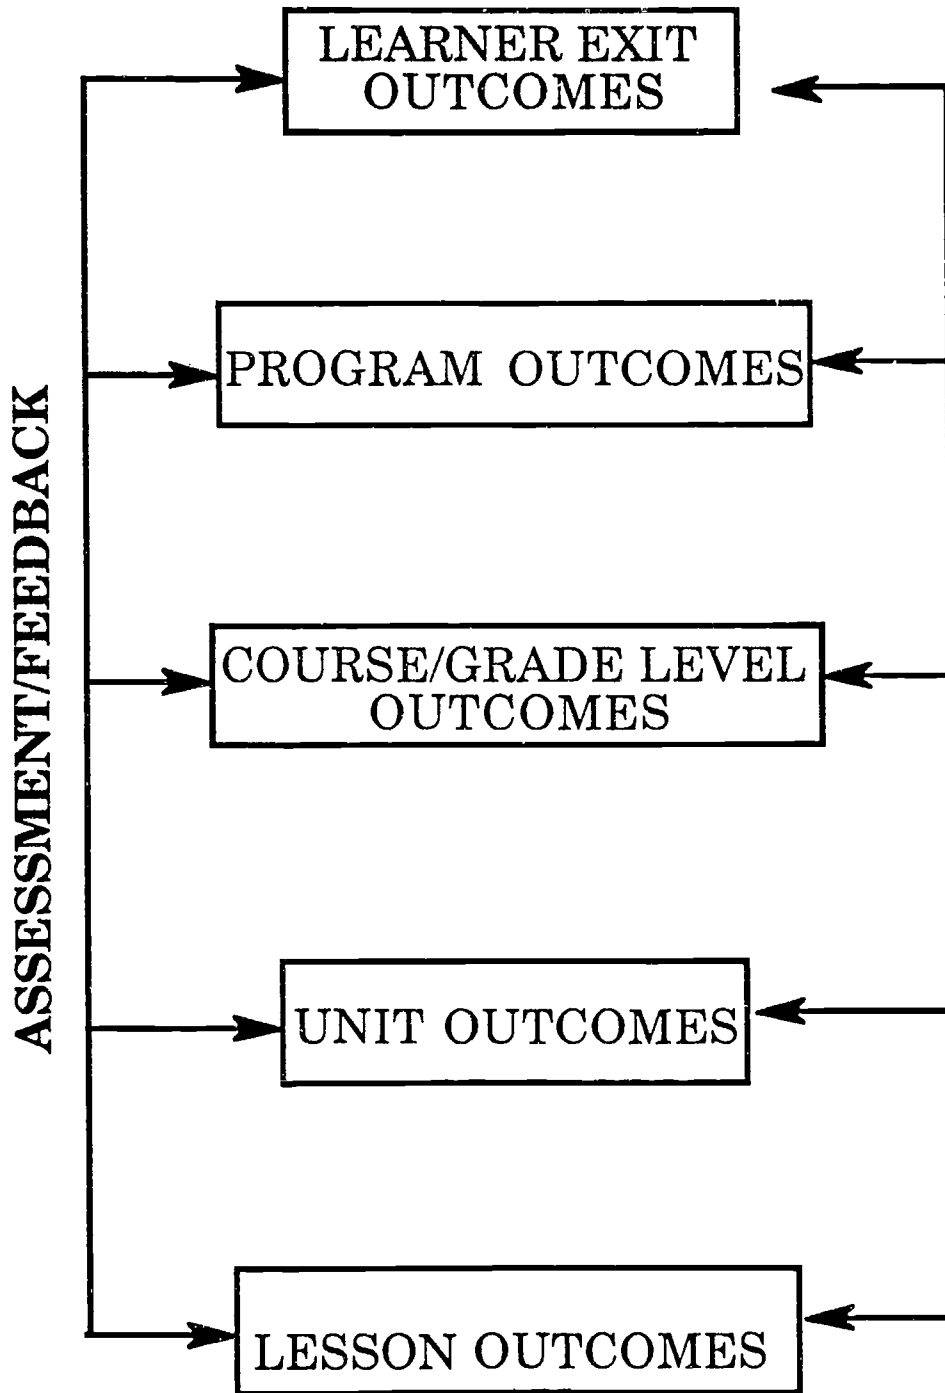 LEARNER EXIT
OUTCOMES
PROGRAM OUTCOMES
ASSESSMENT/FEEDBACK
COURSE/GRADE LEVEL
OUTCOMES
UNIT OUTCOMES
LESSON OUTCOMES